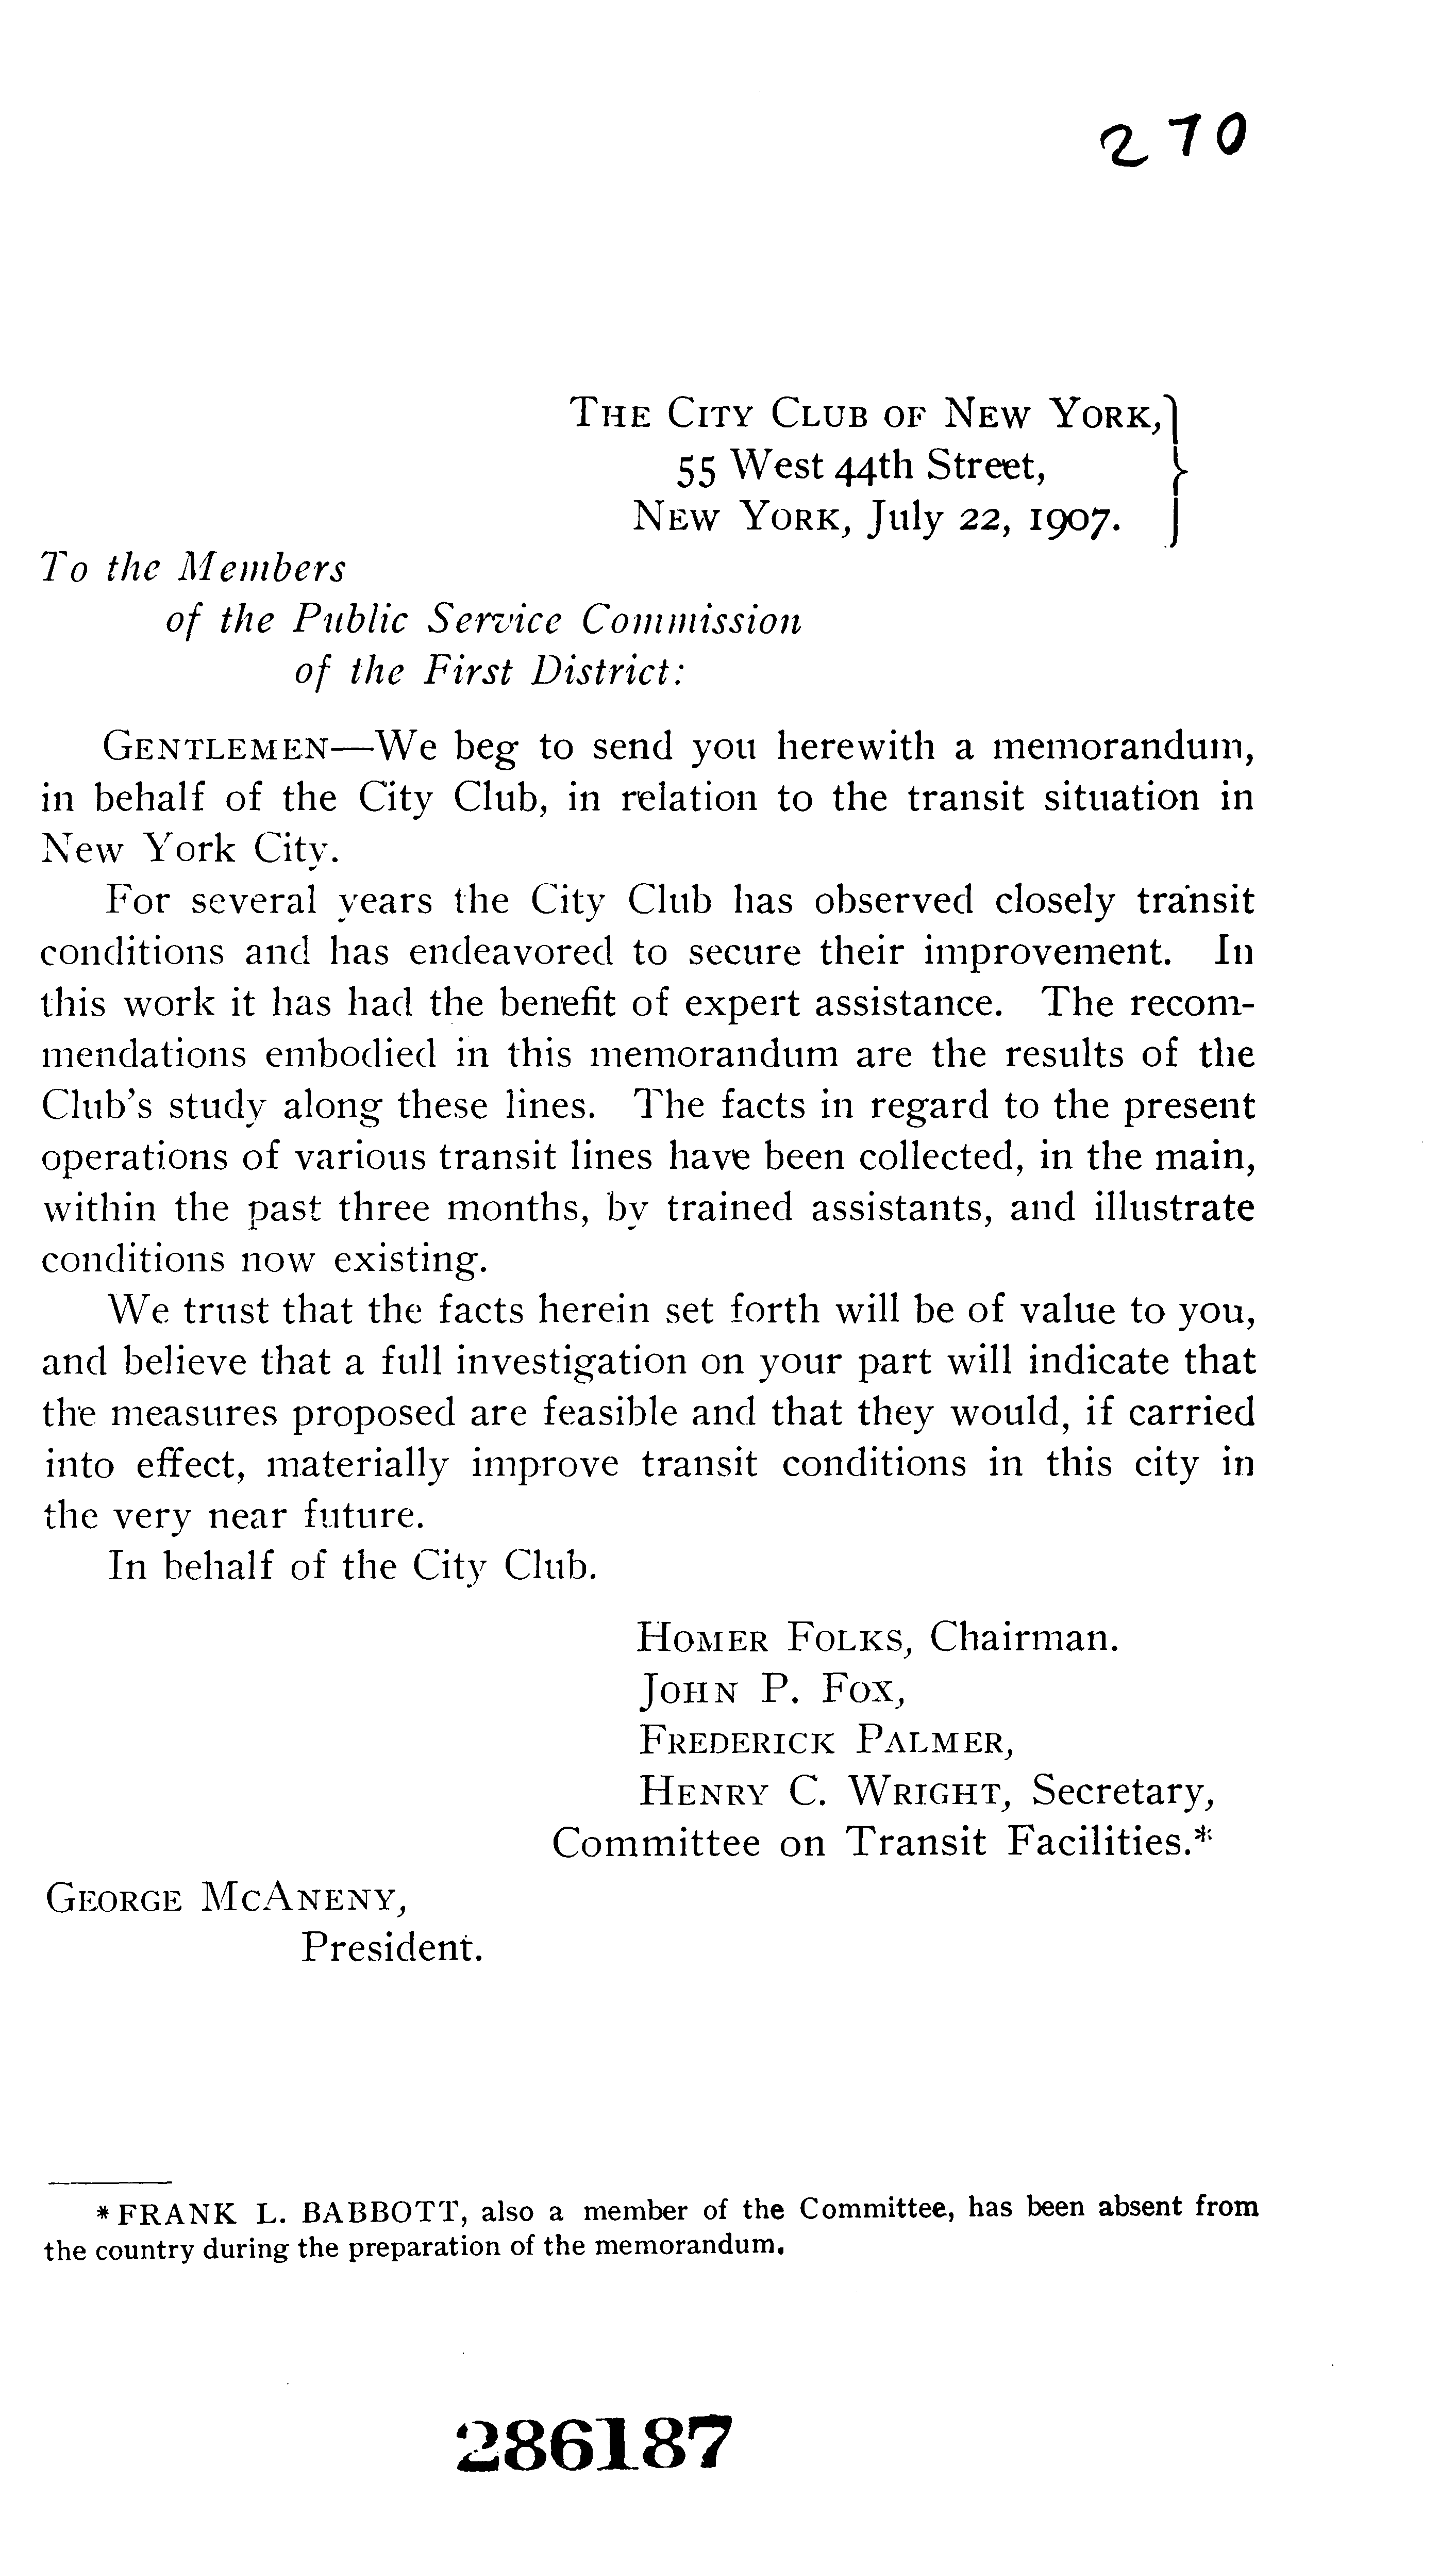 270
THE CITY CLUB OF NEW YORK,
55 West 44th Street,
NEW YORK, July 22, 1907.
To the Members
of the Public Service Commission
of the First District:
GENTLEMEN—We beg to send you herewith a memorandum,
in behalf of the City Club, in relation to the transit situation in
New York City.
For several years the City Club has observed closely transit
conditions and has endeavored to secure their improvement. In
this work it has had the benefit of expert assistance. The recom-
mendations embodied in this memorandum are the results of the
Club's study along these lines. The facts in regard to the present
operations of various transit lines have been collected, in the main,
within the past three months, by trained assistants, and illustrate
conditions now existing.
We trust that the facts herein set forth will be of value to you,
and believe that a full investigation on your part will indicate that
the measures proposed are feasible and that they would, if carried
into effect, materially improve transit conditions in this city in
the very near future.
In behalf of the City Club.
HOMER FOLKS, Chairman.
JOHN P. FOX,
FREDERICK PALMER,
HENRY C. WRIGHT, Secretary,
Committee on Transit Facilities.*
GEORGE MCANENY,
President.
* FRANK L. BABBOTT, also a member of the Committee, has been absent from
the country during the preparation of the memorandum.
286187